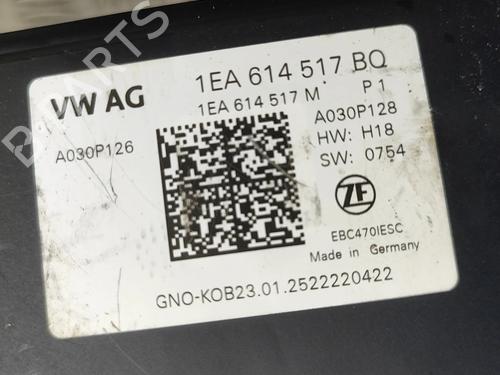 VW AG
1EA 614 517 BQ
1EA 614 517 M P 1
A030P126
A030P128
HW: H18
SW: 0754
ZF
EBC470IESC
Made in Germany
GNO-KOB23.01.2522220422